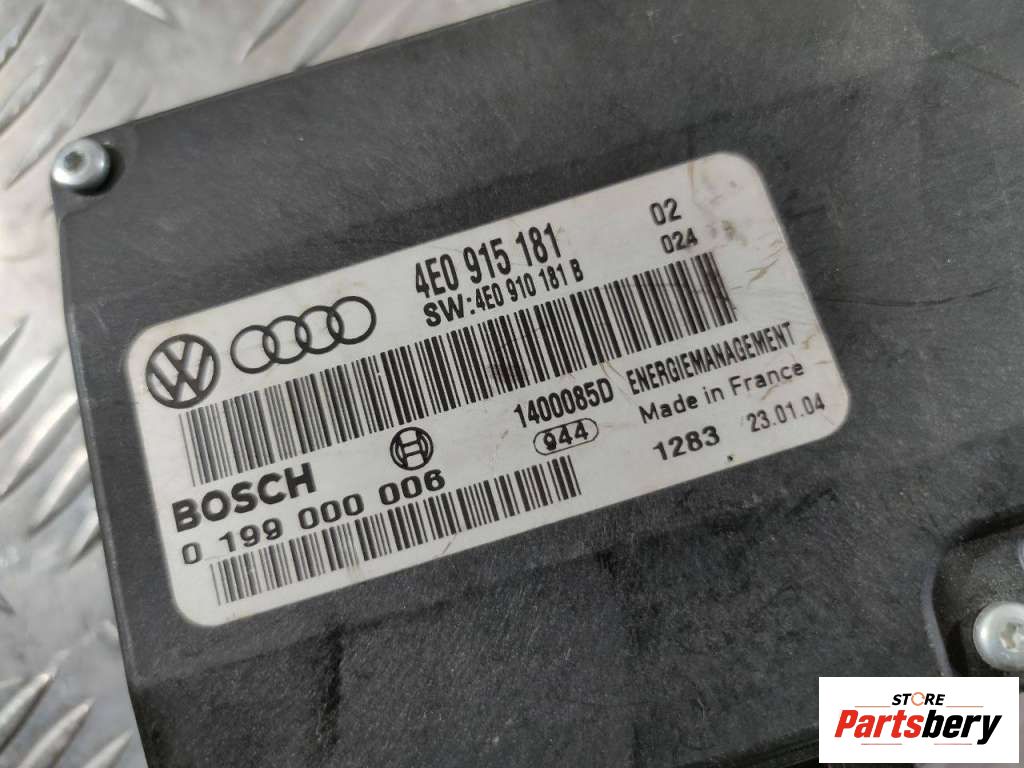 4E0 915 181 02
SW: 4E0 910 181 B 024
1400085D ENERGIEMANAGEMENT
944 Made in France
BOSCH
0 199 000 006 1283 23.01.04
STORE
Partsbery